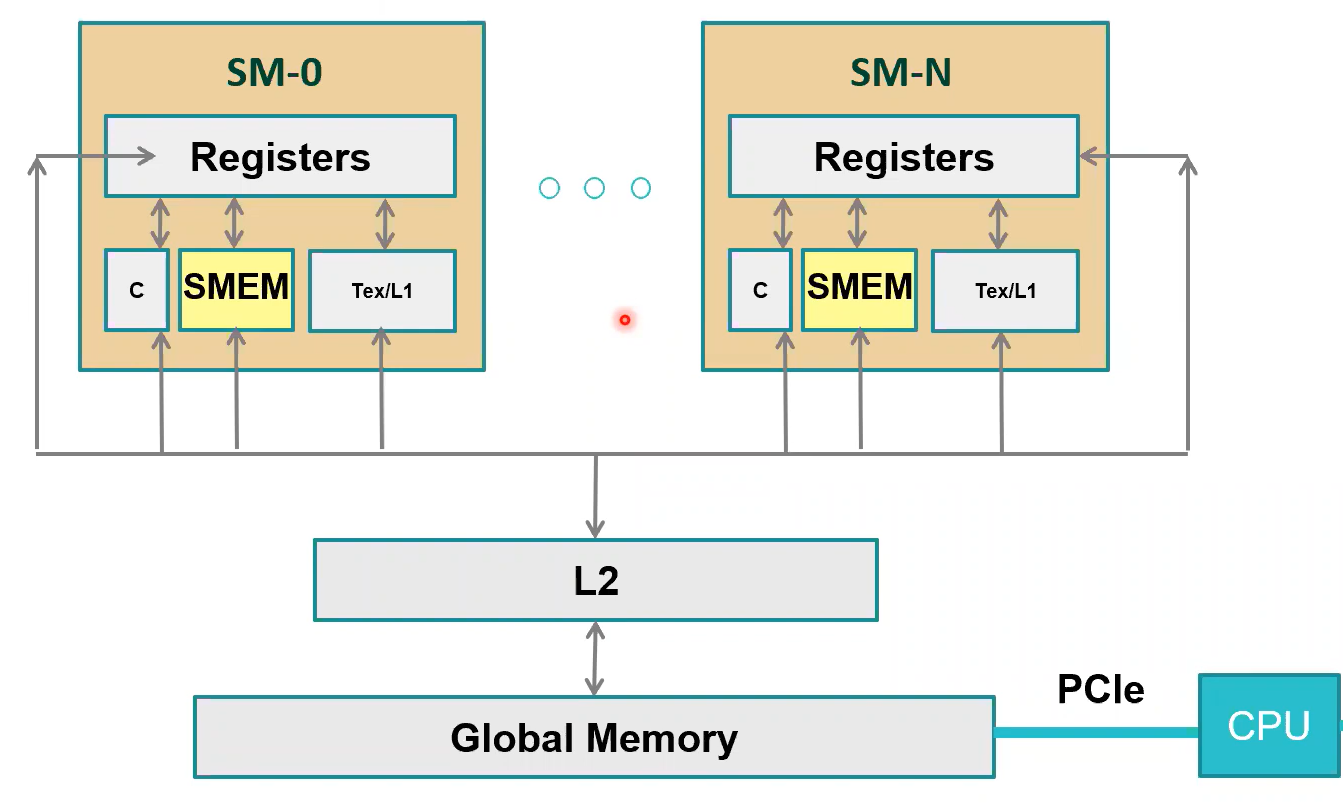 SM-0
SM-N
Registers
Registers
C
SMEM
Tex/L1
C
SMEM
Tex/L1
L2
Global Memory
PCIe
CPU